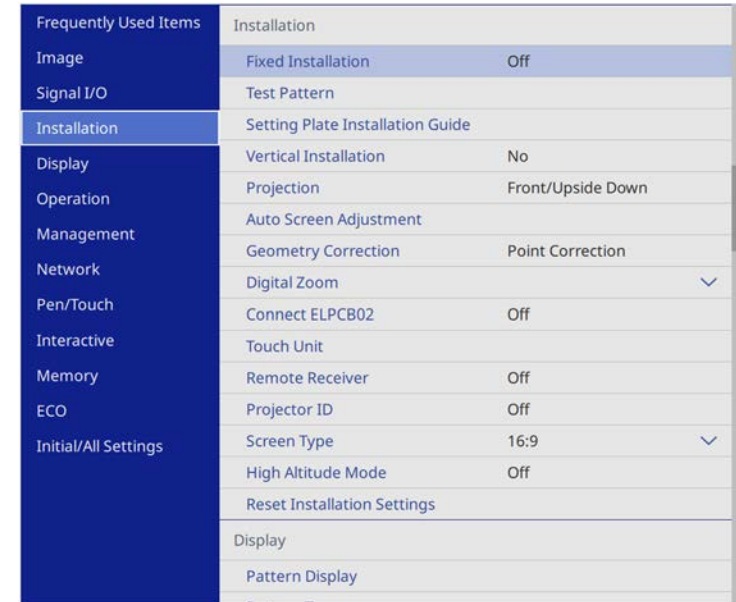 Frequently Used Items
Image
Signal I/O
Installation
Display
Operation
Management
Network
Pen/Touch
Interactive
Memory
ECO
Initial/All Settings
Installation
Fixed Installation Off
Test Pattern
Setting Plate Installation Guide
Vertical Installation No
Projection Front/Upside Down
Auto Screen Adjustment
Geometry Correction Point Correction
Digital Zoom
Connect ELPCB02 Off
Touch Unit
Remote Receiver Off
Projector ID Off
Screen Type 16:9
High Altitude Mode Off
Reset Installation Settings
Display
Pattern Display